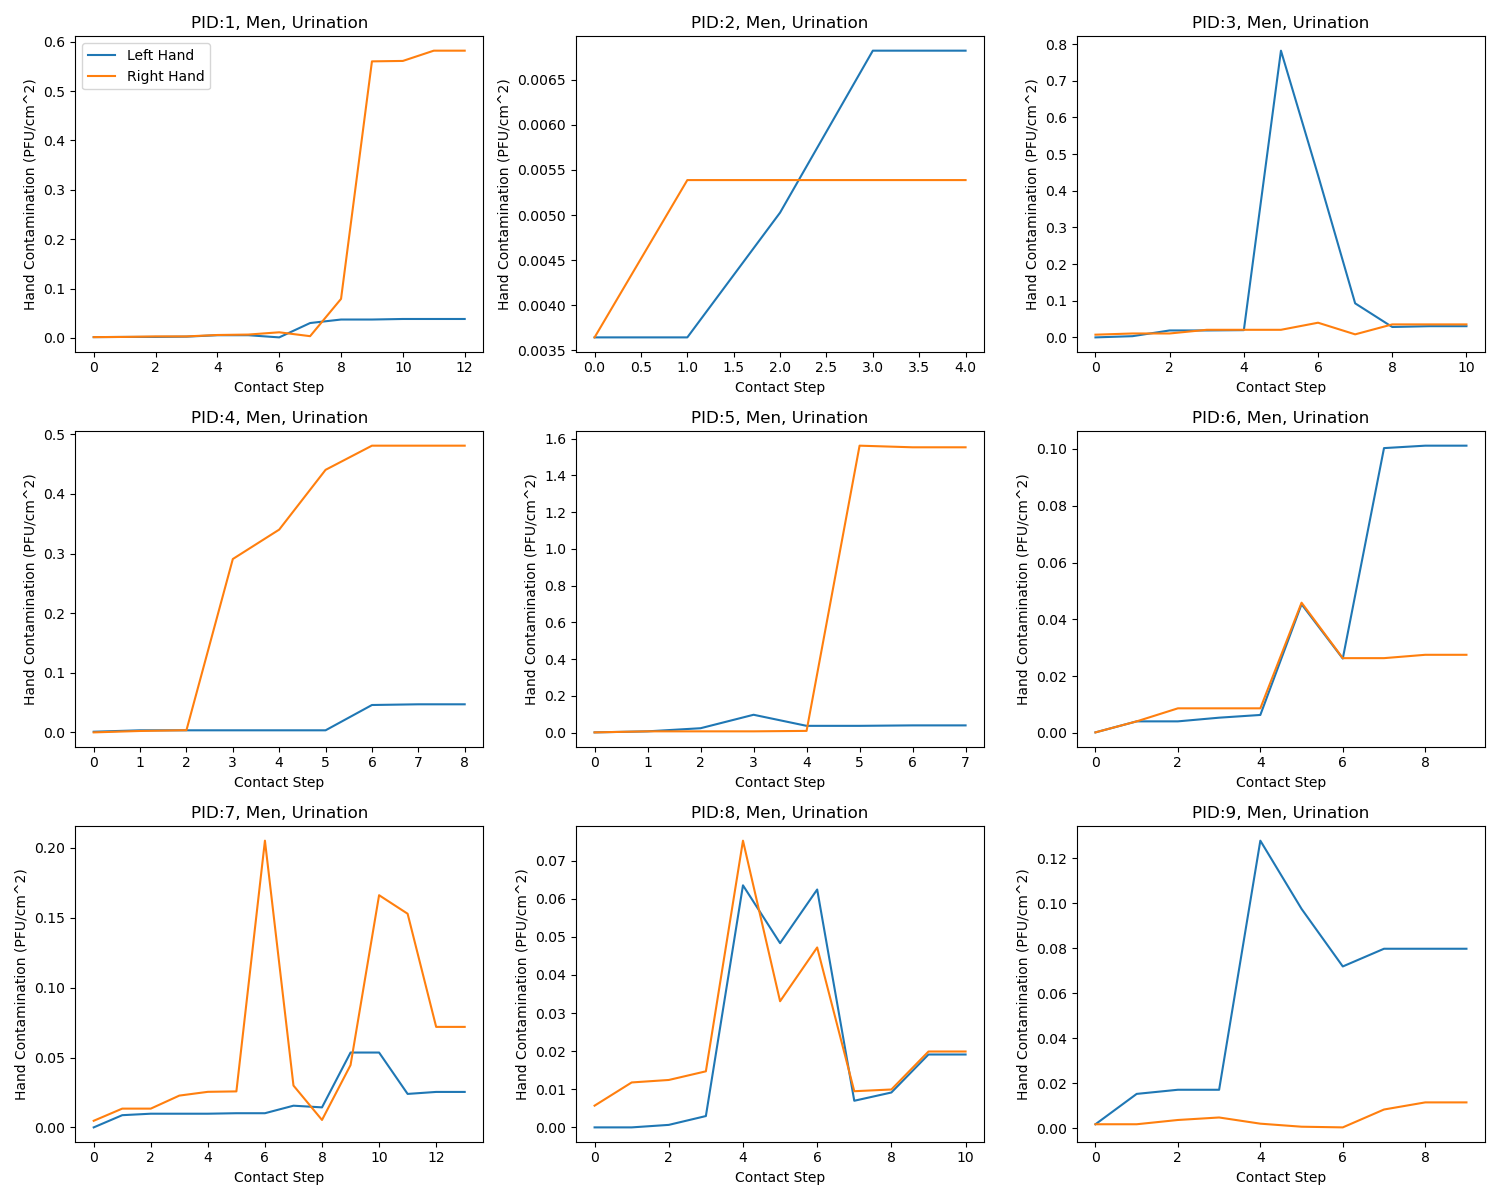 PID:1, Men, Urination
Hand Contamination (PFU/cm^2)
0.6
0.5
0.4
0.3
0.2
0.1
0.0
Left Hand
Right Hand
0 2 4 6 8 10 12
Contact Step
PID:2, Men, Urination
Hand Contamination (PFU/cm^2)
0.0065
0.0060
0.0055
0.0050
0.0045
0.0040
0.0035
0.0 0.5 1.0 1.5 2.0 2.5 3.0 3.5 4.0
Contact Step
PID:3, Men, Urination
Hand Contamination (PFU/cm^2)
0.8
0.7
0.6
0.5
0.4
0.3
0.2
0.1
0.0
0 2 4 6 8 10
Contact Step
PID:4, Men, Urination
Hand Contamination (PFU/cm^2)
0.5
0.4
0.3
0.2
0.1
0.0
0 1 2 3 4 5 6 7 8
Contact Step
PID:5, Men, Urination
Hand Contamination (PFU/cm^2)
1.6
1.4
1.2
1.0
0.8
0.6
0.4
0.2
0.0
0 1 2 3 4 5 6 7
Contact Step
PID:6, Men, Urination
Hand Contamination (PFU/cm^2)
0.10
0.08
0.06
0.04
0.02
0.00
0 2 4 6 8
Contact Step
PID:7, Men, Urination
Hand Contamination (PFU/cm^2)
0.20
0.15
0.10
0.05
0.00
0 2 4 6 8 10 12
Contact Step
PID:8, Men, Urination
Hand Contamination (PFU/cm^2)
0.07
0.06
0.05
0.04
0.03
0.02
0.01
0.00
0 2 4 6 8 10
Contact Step
PID:9, Men, Urination
Hand Contamination (PFU/cm^2)
0.12
0.10
0.08
0.06
0.04
0.02
0.00
0 2 4 6 8
Contact Step